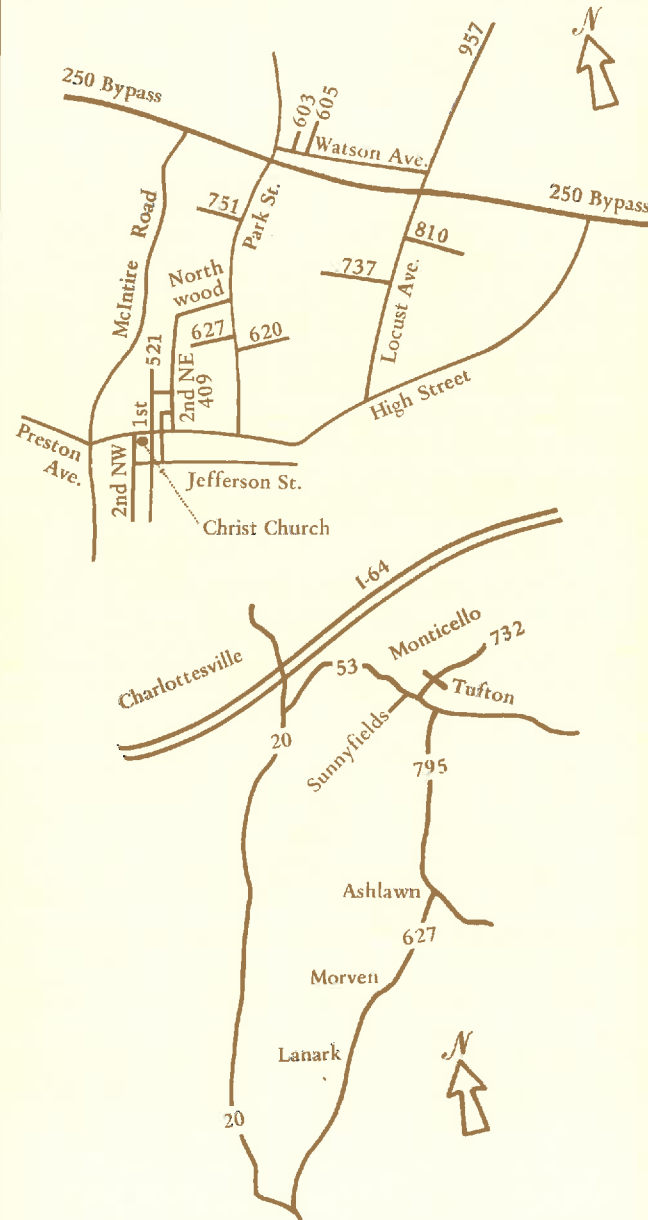 N
957
250 Bypass
603
605
Watson Ave.
250 Bypass
751
Park St.
McIntire Road
810
737
North
wood
Locust Ave.
627
620
521
2nd NE
409
High Street
1st
Preston
Ave.
2nd NW
Jefferson St.
Christ Church
I-64
Monticello
732
Charlottesville
53
Tufton
20
Sunnyfields
795
Ashlawn
627
Morven
Lanark
N
20